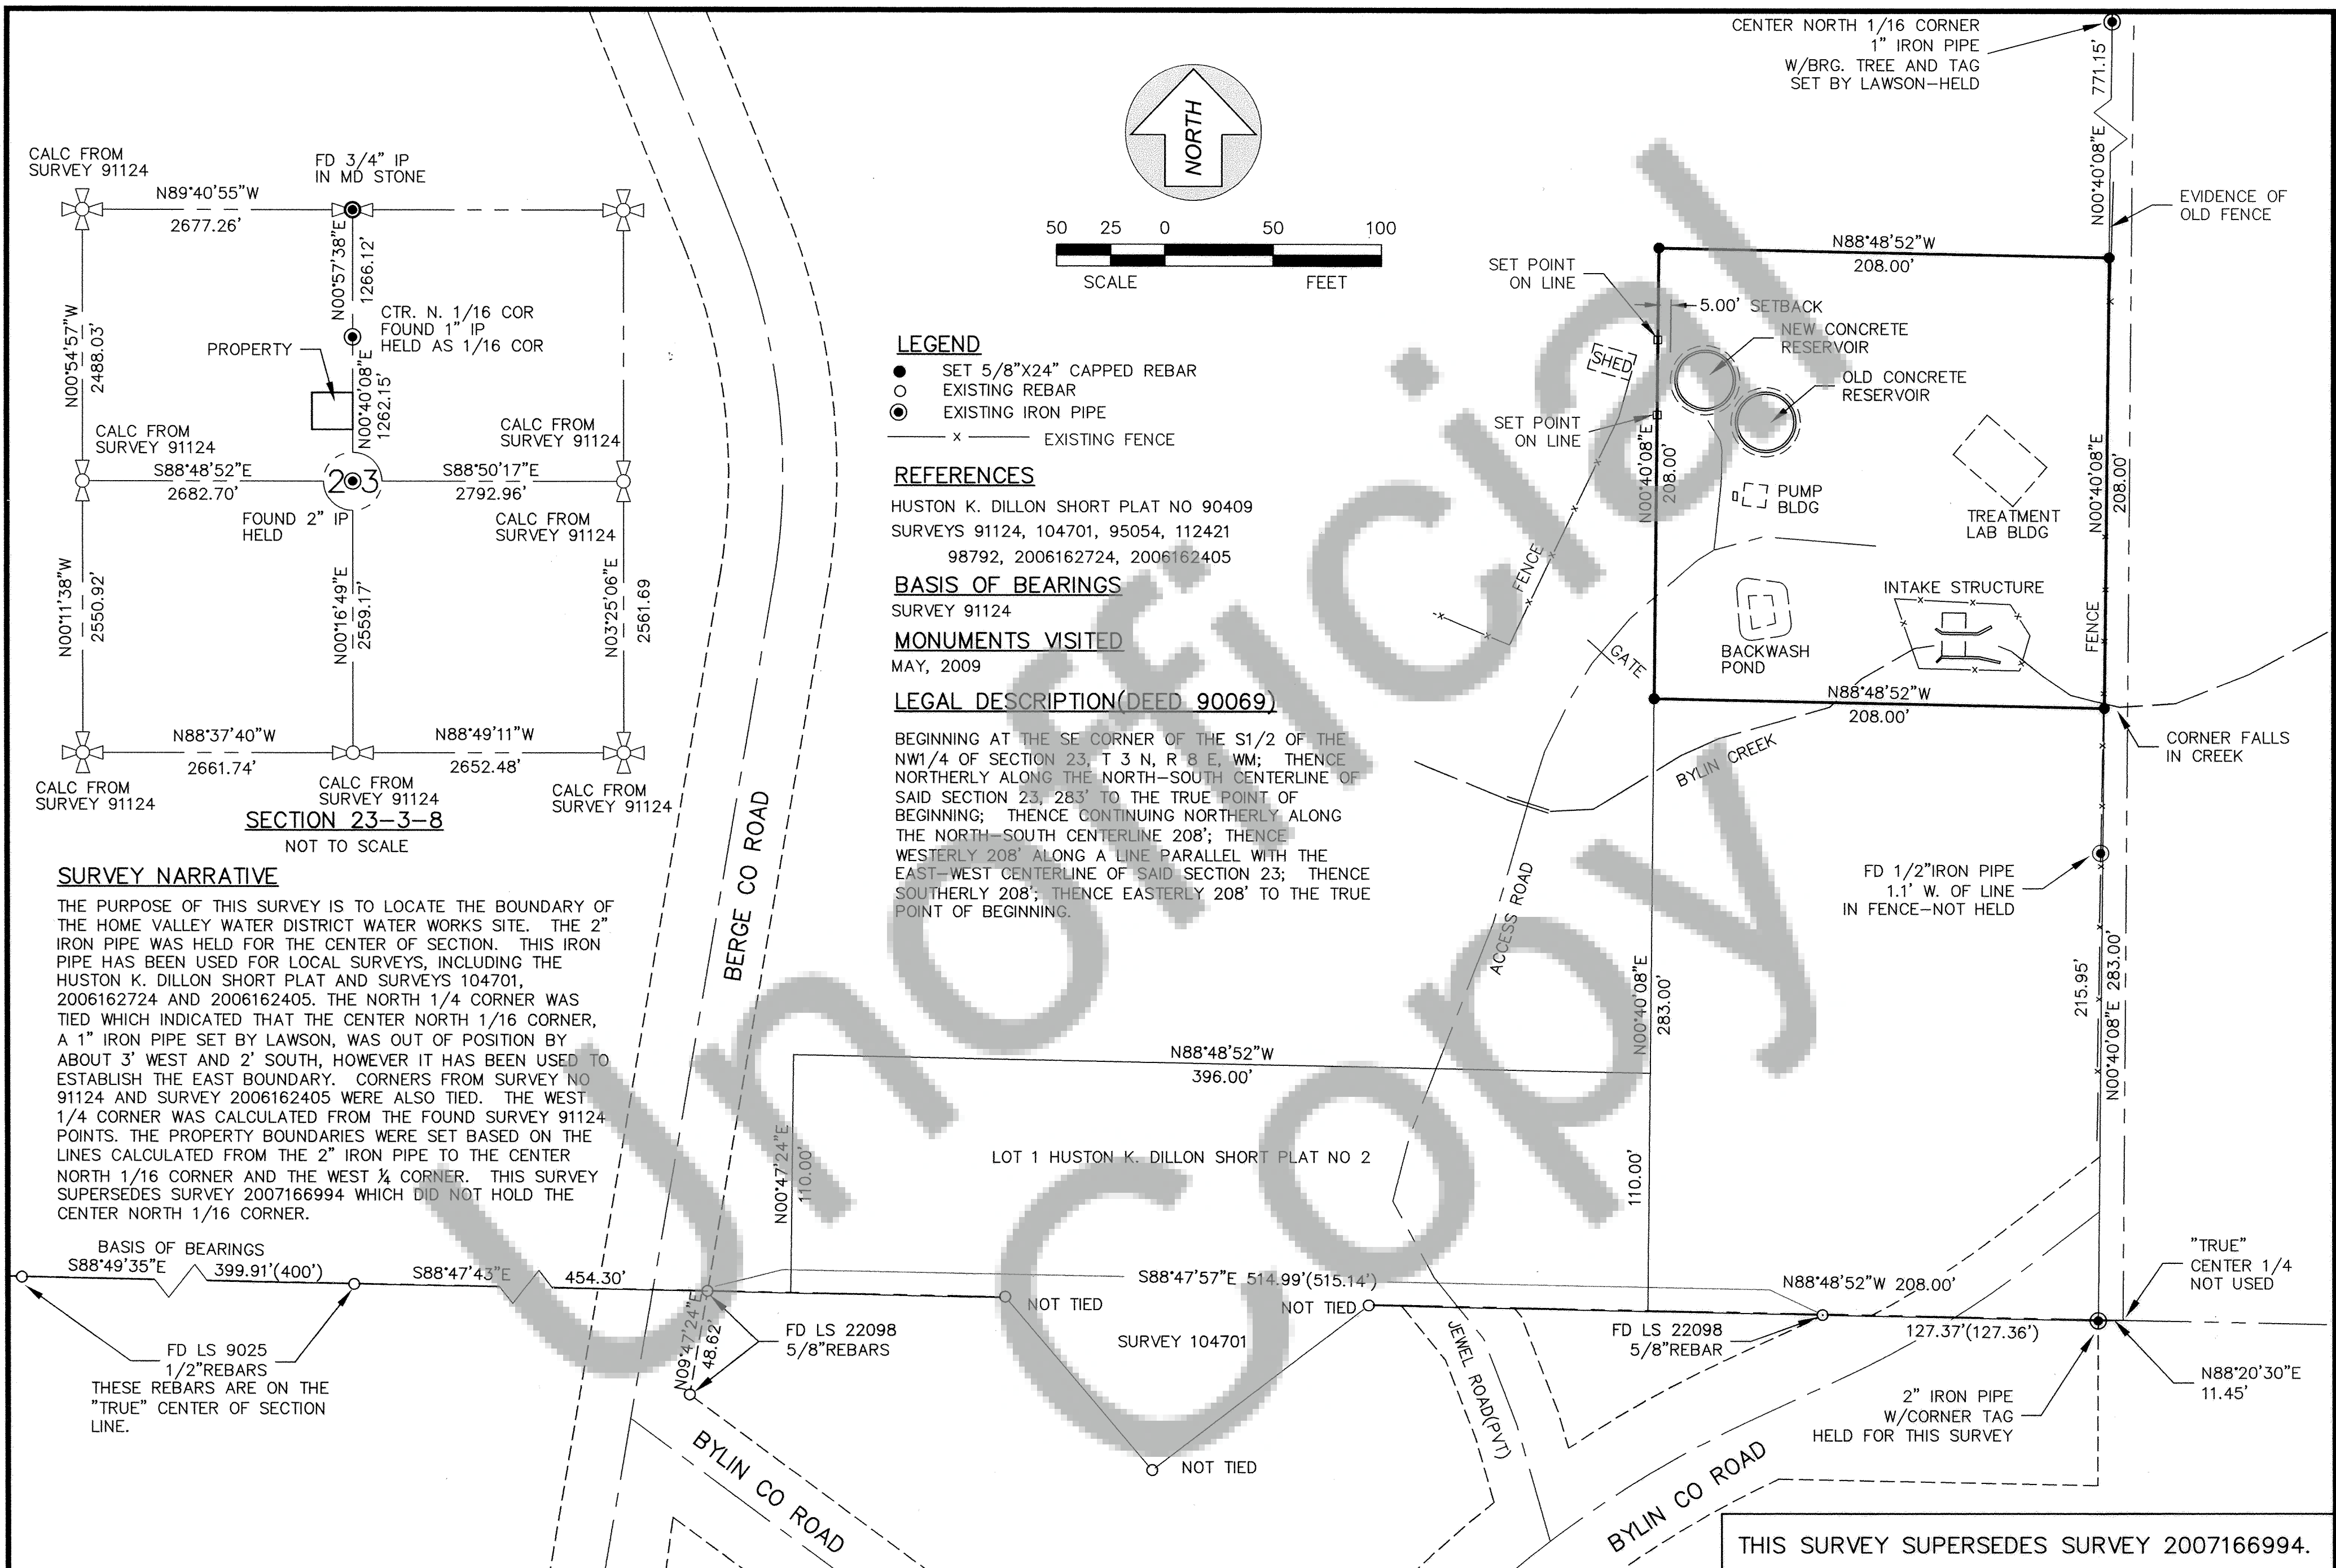 CENTER NORTH 1/16 CORNER
1" IRON PIPE
W/BRG. TREE AND TAG
SET BY LAWSON-HELD
771.15'
N00°40'08"E
EVIDENCE OF
OLD FENCE
NORTH
50 25 0 50 100
SCALE FEET
CALC FROM
SURVEY 91124
FD 3/4" IP
IN MD STONE
N89°40'55"W
2677.26'
N00°57'38"E
1266.12'
CTR. N. 1/16 COR
FOUND 1" IP
HELD AS 1/16 COR
N00°54'57"W
2488.03'
PROPERTY
N00°40'08"E
1262.15'
CALC FROM
SURVEY 91124
CALC FROM
SURVEY 91124
S88°48'52"E
2682.70'
23
S88°50'17"E
2792.96'
FOUND 2" IP
HELD
CALC FROM
SURVEY 91124
N00°11'38"W
2550.92'
N00°16'49"E
2559.17'
N03°25'06"E
2561.69
N88°37'40"W
2661.74'
N88°49'11"W
2652.48'
CALC FROM
SURVEY 91124
CALC FROM
SURVEY 91124
CALC FROM
SURVEY 91124
SECTION 23-3-8
NOT TO SCALE
LEGEND
SET 5/8"X24" CAPPED REBAR
EXISTING REBAR
EXISTING IRON PIPE
x EXISTING FENCE
REFERENCES
HUSTON K. DILLON SHORT PLAT NO 90409
SURVEYS 91124, 104701, 95054, 112421
98792, 2006162724, 2006162405
BASIS OF BEARINGS
SURVEY 91124
MONUMENTS VISITED
MAY, 2009
LEGAL DESCRIPTION(DEED 90069)
BEGINNING AT THE SE CORNER OF THE S1/2 OF THE
NW1/4 OF SECTION 23, T 3 N, R 8 E, WM; THENCE
NORTHERLY ALONG THE NORTH-SOUTH CENTERLINE OF
SAID SECTION 23, 283' TO THE TRUE POINT OF
BEGINNING; THENCE CONTINUING NORTHERLY ALONG
THE NORTH-SOUTH CENTERLINE 208'; THENCE
WESTERLY 208' ALONG A LINE PARALLEL WITH THE
EAST-WEST CENTERLINE OF SAID SECTION 23; THENCE
SOUTHERLY 208'; THENCE EASTERLY 208' TO THE TRUE
POINT OF BEGINNING.
SURVEY NARRATIVE
THE PURPOSE OF THIS SURVEY IS TO LOCATE THE BOUNDARY OF
THE HOME VALLEY WATER DISTRICT WATER WORKS SITE. THE 2"
IRON PIPE WAS HELD FOR THE CENTER OF SECTION. THIS IRON
PIPE HAS BEEN USED FOR LOCAL SURVEYS, INCLUDING THE
HUSTON K. DILLON SHORT PLAT AND SURVEYS 104701,
2006162724 AND 2006162405. THE NORTH 1/4 CORNER WAS
TIED WHICH INDICATED THAT THE CENTER NORTH 1/16 CORNER,
A 1" IRON PIPE SET BY LAWSON, WAS OUT OF POSITION BY
ABOUT 3' WEST AND 2' SOUTH, HOWEVER IT HAS BEEN USED TO
ESTABLISH THE EAST BOUNDARY. CORNERS FROM SURVEY NO
91124 AND SURVEY 2006162405 WERE ALSO TIED. THE WEST
1/4 CORNER WAS CALCULATED FROM THE FOUND SURVEY 91124
POINTS. THE PROPERTY BOUNDARIES WERE SET BASED ON THE
LINES CALCULATED FROM THE 2" IRON PIPE TO THE CENTER
NORTH 1/16 CORNER AND THE WEST ¼ CORNER. THIS SURVEY
SUPERSEDES SURVEY 2007166994 WHICH DID NOT HOLD THE
CENTER NORTH 1/16 CORNER.
N88°48'52"W
208.00'
SET POINT
ON LINE
5.00' SETBACK
NEW CONCRETE
RESERVOIR
SHED
OLD CONCRETE
RESERVOIR
SET POINT
ON LINE
N00°40'08"E
208.00'
PUMP
BLDG
TREATMENT
LAB BLDG
N00°40'08"E
208.00'
FENCE
INTAKE STRUCTURE
BACKWASH
POND
GATE
FENCE
N88°48'52"W
208.00'
BYLIN CREEK
CORNER FALLS
IN CREEK
FD 1/2"IRON PIPE
1.1' W. OF LINE
IN FENCE-NOT HELD
BERGE CO ROAD
ACCESS ROAD
N00°40'08"E
283.00'
215.95'
N00°40'08"E 283.00'
N88°48'52"W
396.00'
N00°47'24"E
110.00'
LOT 1 HUSTON K. DILLON SHORT PLAT NO 2
110.00'
BASIS OF BEARINGS
S88°49'35"E
399.91'(400')
S88°47'43"E
454.30'
S88°47'57"E 514.99'(515.14')
N88°48'52"W 208.00'
"TRUE"
CENTER 1/4
NOT USED
NOT TIED
NOT TIED
FD LS 22098
5/8"REBARS
SURVEY 104701
FD LS 22098
5/8"REBAR
127.37'(127.36')
FD LS 9025
1/2"REBARS
THESE REBARS ARE ON THE
"TRUE" CENTER OF SECTION
LINE.
N09°47'24"E
48.62'
JEWEL ROAD(PVT)
N88°20'30"E
11.45'
2" IRON PIPE
W/CORNER TAG
HELD FOR THIS SURVEY
NOT TIED
BYLIN CO ROAD
BYLIN CO ROAD
THIS SURVEY SUPERSEDES SURVEY 2007166994.
Unofficial
Copy